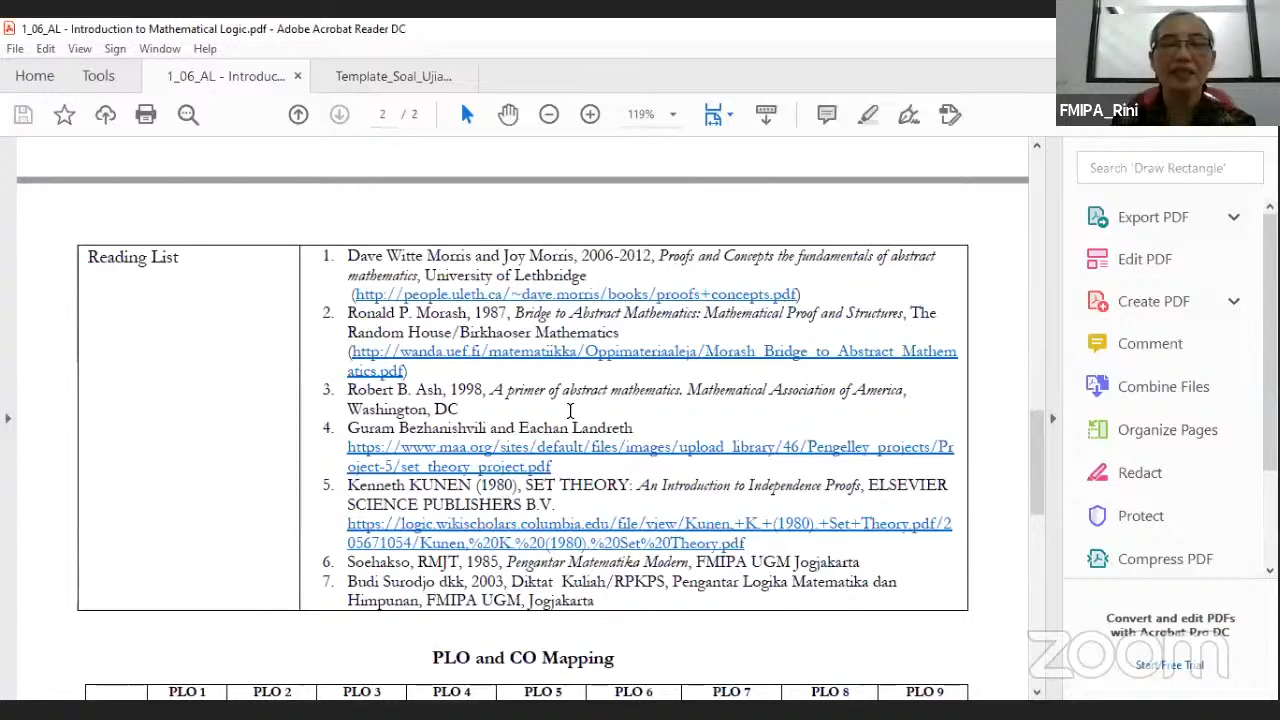 1_06_AL - Introduction to Mathematical Logic.pdf - Adobe Acrobat Reader DC
File Edit View Sign Window Help
Home Tools 1_06_AL - Introduc... × Template_Soal_Ujia...
2 / 2 119%
FMIPA_Rini
Search 'Draw Rectangle'
Export PDF
Edit PDF
Create PDF
Comment
Combine Files
Organize Pages
Redact
Protect
Compress PDF
Convert and edit PDFs
with Acrobat Pro DC
Start Free Trial
zoom
Reading List
1. Dave Witte Morris and Joy Morris, 2006-2012, Proofs and Concepts the fundamentals of abstract
mathematics, University of Lethbridge
(http://people.uleth.ca/~dave.morris/books/proofs+concepts.pdf)
2. Ronald P. Morash, 1987, Bridge to Abstract Mathematics: Mathematical Proof and Structures, The
Random House/Birkhaoser Mathematics
(http://wanda.uef.fi/matematiikka/Oppimateriaaleja/Morash_Bridge_to_Abstract_Mathem
atics.pdf)
3. Robert B. Ash, 1998, A primer of abstract mathematics. Mathematical Association of America,
Washington, DC
4. Guram Bezhanishvili and Eachan Landreth
https://www.maa.org/sites/default/files/images/upload_library/46/Pengelley_projects/Pr
oject-5/set_theory_project.pdf
5. Kenneth KUNEN (1980), SET THEORY: An Introduction to Independence Proofs, ELSEVIER
SCIENCE PUBLISHERS B.V.
https://logic.wikischolars.columbia.edu/file/view/Kunen,+K.+(1980).+Set+Theory.pdf/2
05671054/Kunen,%20K.%20(1980).%20Set%20Theory.pdf
6. Soehakso, RMJT, 1985, Pengantar Matematika Modern, FMIPA UGM Jogjakarta
7. Budi Surodjo dkk, 2003, Diktat Kuliah/RPKPS, Pengantar Logika Matematika dan
Himpunan, FMIPA UGM, Jogjakarta
PLO and CO Mapping
PLO 1 PLO 2 PLO 3 PLO 4 PLO 5 PLO 6 PLO 7 PLO 8 PLO 9